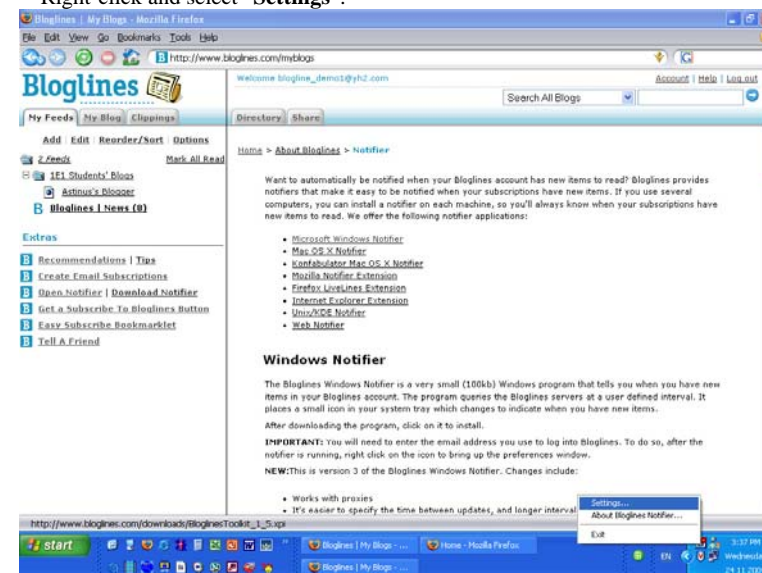 Right-click and select "Settings".
Bloglines | My Blogs - Mozilla Firefox
File Edit View Go Bookmarks Tools Help
http://www.bloglines.com/myblogs
Bloglines
Welcome blogline_demo1@yh2.com
Account | Help | Log out
Search All Blogs
My Feeds My Blog Clippings
Directory Share
Add Edit Reorder/Sort Options
2 Feeds Mark All Read
1E1 Students' Blogs
Astinus's Blogger
Bloglines | News (8)
Extras
Recommendations | Tips
Create Email Subscriptions
Open Notifier | Download Notifier
Get a Subscribe To Bloglines Button
Easy Subscribe Bookmarklet
Tell A Friend
Home > About Bloglines > Notifier
Want to automatically be notified when your Bloglines account has new items to read? Bloglines provides
notifiers that make it easy to be notified when your subscriptions have new items. If you use several
computers, you can install a notifier on each machine, so you'll always know when your subscriptions have
new items to read. We offer the following notifier applications:
• Microsoft Windows Notifier
• Mac OS X Notifier
• Konfabulator Mac OS X Notifier
• Mozilla Notifier Extension
• Firefox LiveLines Extension
• Internet Explorer Extension
• Unix/KDE Notifier
• Web Notifier
Windows Notifier
The Bloglines Windows Notifier is a very small (100kb) Windows program that tells you when you have new
items in your Bloglines account. The program queries the Bloglines servers at a user defined interval. It
places a small icon in your system tray which changes to indicate when you have new items.
After downloading the program, click on it to install.
IMPORTANT: You will need to enter the email address you use to log into Bloglines. To do so, after the
notifier is running, right click on the icon to bring up the preferences window.
NEW:This is version 3 of the Bloglines Windows Notifier. Changes include:
• Works with proxies
• It's easier to specify the time between updates, and longer interval
Settings...
About Bloglines Notifier...
Exit
http://www.bloglines.com/downloads/BloglinesToolkit_1_5.xpi
start
Bloglines | My Blogs - ...
Home - Mozilla Firefox
Bloglines | My Blogs - ...
EN
3:37 PM
Wednesda
24.11.200